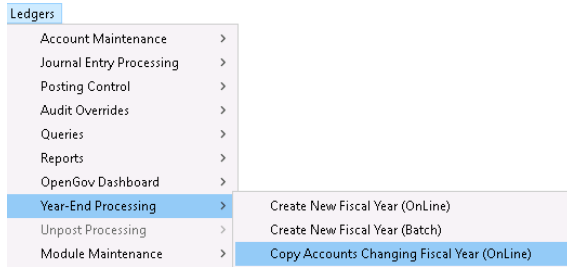 Ledgers
Account Maintenance
Journal Entry Processing
Posting Control
Audit Overrides
Queries
Reports
OpenGov Dashboard
Year-End Processing
Create New Fiscal Year (OnLine)
Unpost Processing
Create New Fiscal Year (Batch)
Module Maintenance
Copy Accounts Changing Fiscal Year (OnLine)